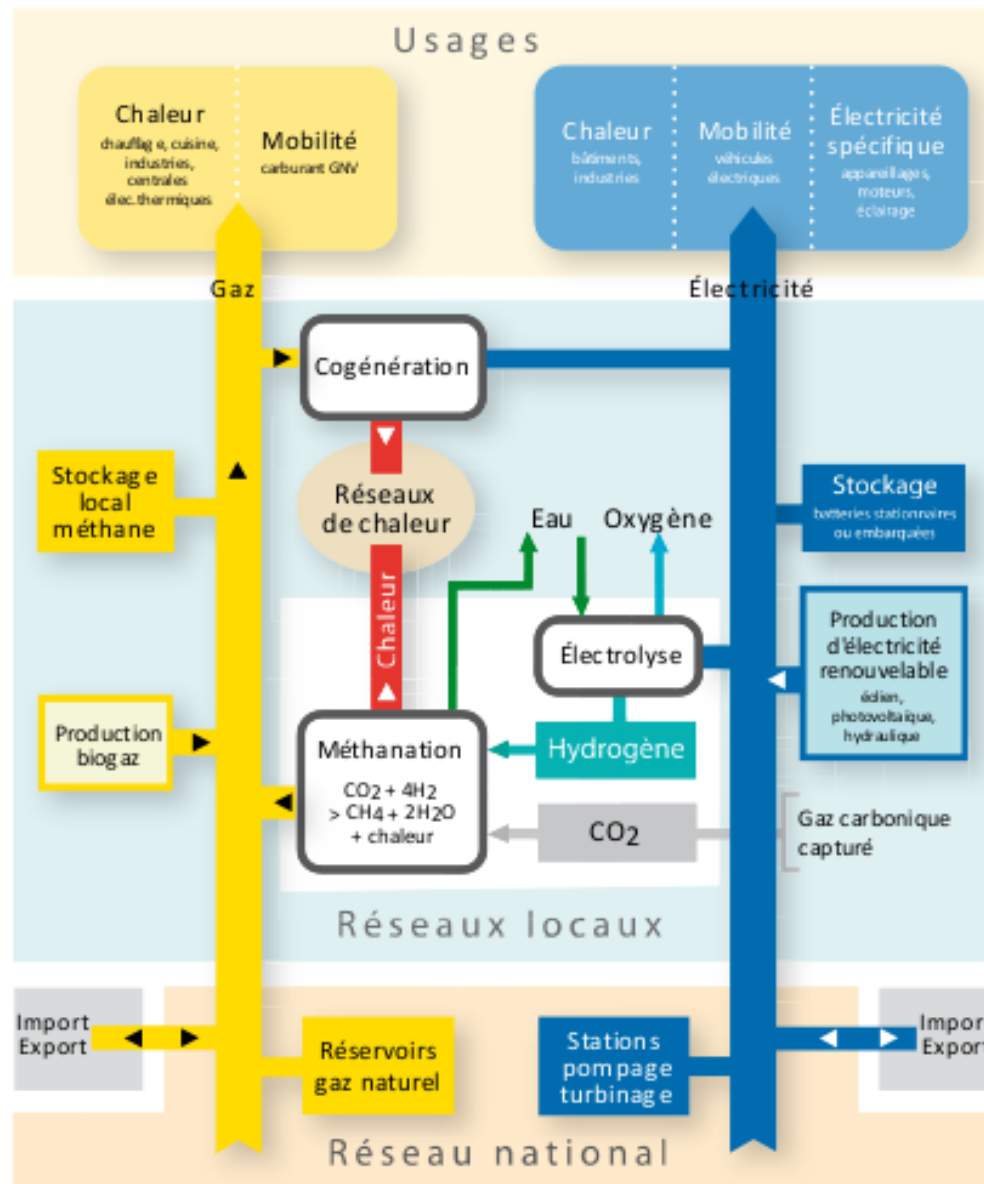 Usages
Chaleur
chauffage, cuisine,
industries,
centrales
élec.thermiques
Mobilité
carburant GNV
Chaleur
bâtiments,
industries
Mobilité
véhicules
électriques
Électricité
spécifique
appareillages,
moteurs,
éclairage
Gaz
Électricité
Cogénération
Stockage
local
méthane
Réseaux
de chaleur
Eau
Oxygène
Stockage
batteries stationnaires
ou embarquées
Chaleur
Électrolyse
Production
d'électricité
renouvelable
éolien,
photovoltaïque,
hydraulique
Production
biogaz
Méthanation
CO2 + 4H2
> CH4 + 2H2O
+ chaleur
Hydrogène
CO2
Gaz carbonique
capturé
Réseaux locaux
Import
Export
Réservoirs
gaz naturel
Stations
pompage
turbinage
Impor
Export
Réseau national